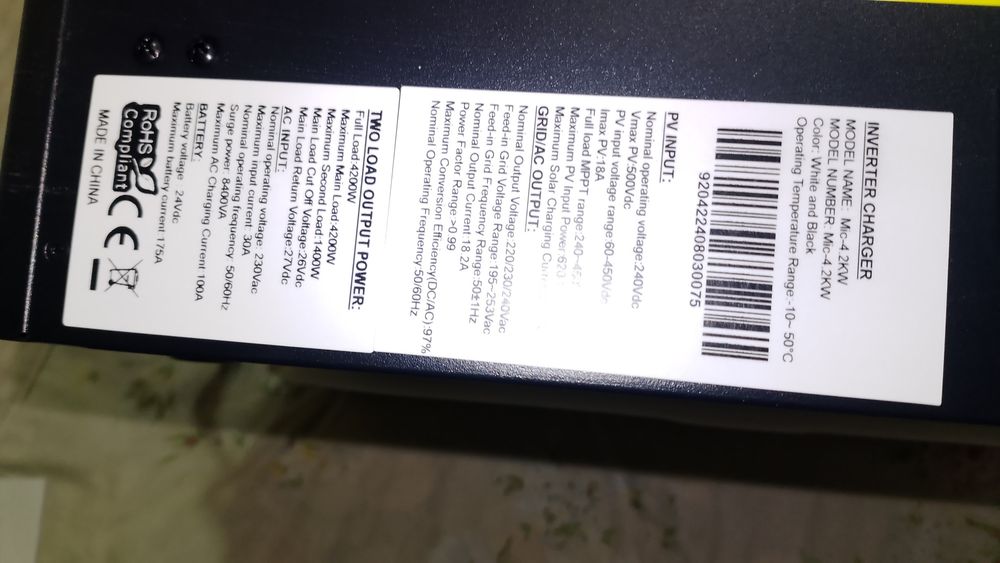 INVERTER CHARGER
MODEL NAME: Mic-4.2KW
MODEL NUMBER: Mic-4.2KW
Color: White and Black
Operating Temperature Range:-10~ 50°C
920422408030075
PV INPUT:
Nominal operating voltage:240Vdc
Vmax PV:500Vdc
PV input voltage range:60-450Vdc
Imax PV:18A
Full load MPPT range:240-
Maximum PV Input Power:620
Maximum Solar Charging
GRID/AC OUTPUT:
Nominal Output Voltage:220/230/240Vac
Feed-in Grid Voltage Range:195~253Vac
Feed-in Grid Frequency Range:50±1Hz
Nominal Output Current:18.2A
Power Factor Range >0.99
Maximum Conversion Efficiency(DC/AC):97%
Nominal Operating Frequency:50/60Hz
TWO LOAD OUTPUT POWER:
Full Load:4200W
Maximum Main Load:4200W
Maximum Second Load:1400W
Main Load Cut Off Voltage:26Vdc
Main Load Return Voltage:27Vdc
AC INPUT:
Nominal operating voltage: 230Vac
Maximum input current: 30A
Nominal operating frequency :50/60Hz
Surge power: 8400VA
Maximum AC Charging Current:100A
BATTERY:
Battery voltage : 24Vdc
Maximum battery current:175A
RoHS
Compliant
CE
MADE IN CHINA